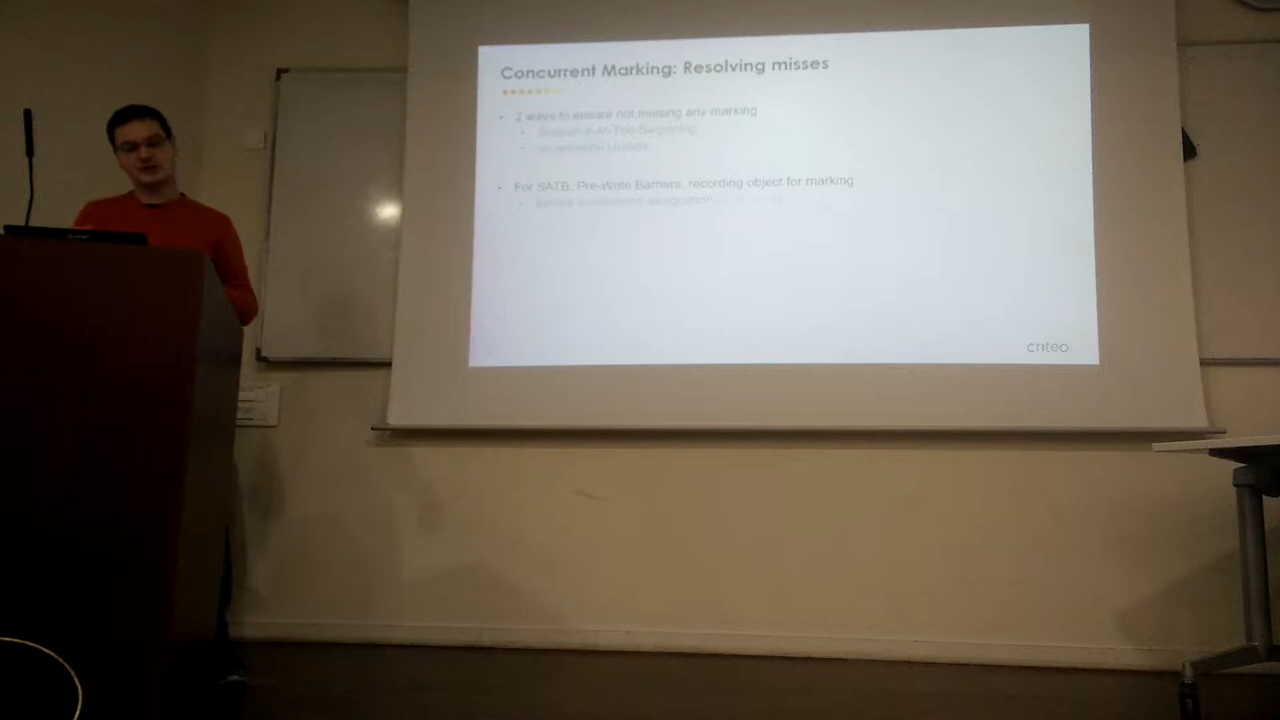 Concurrent Marking: Resolving misses
• 2 ways to ensure not missing any marking
- Snapshot-At-The-Beginning
- Incremental Update
• For SATB, Pre-Write Barriers, recording object for marking
criteo